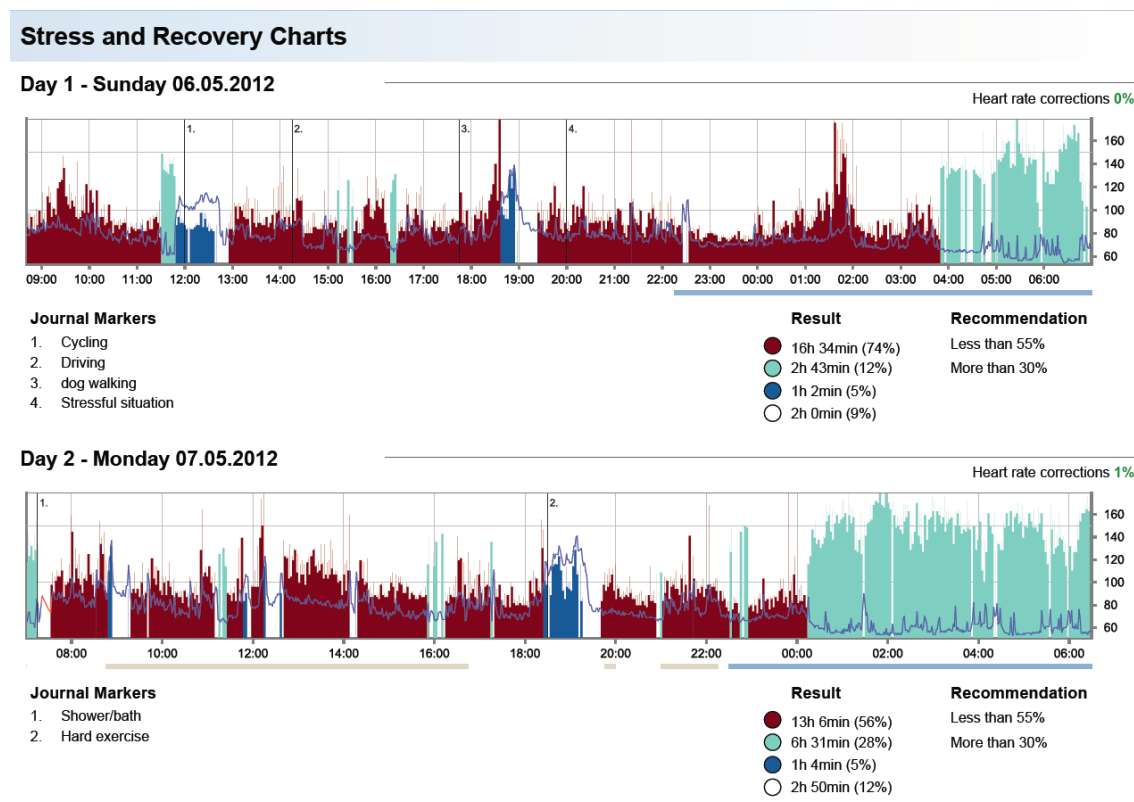 Stress and Recovery Charts
Day 1 - Sunday 06.05.2012
Heart rate corrections 0%
1. 2. 3. 4.
160
140
120
100
80
60
09:00 10:00 11:00 12:00 13:00 14:00 15:00 16:00 17:00 18:00 19:00 20:00 21:00 22:00 23:00 00:00 01:00 02:00 03:00 04:00 05:00 06:00
Journal Markers Result Recommendation
1. Cycling 16h 34min (74%) Less than 55%
2. Driving 2h 43min (12%) More than 30%
3. dog walking 1h 2min (5%)
4. Stressful situation 2h 0min (9%)
Day 2 - Monday 07.05.2012
Heart rate corrections 1%
1. 2.
160
140
120
100
80
60
08:00 10:00 12:00 14:00 16:00 18:00 20:00 22:00 00:00 02:00 04:00 06:00
Journal Markers Result Recommendation
1. Shower/bath 13h 6min (56%) Less than 55%
2. Hard exercise 6h 31min (28%) More than 30%
1h 4min (5%)
2h 50min (12%)